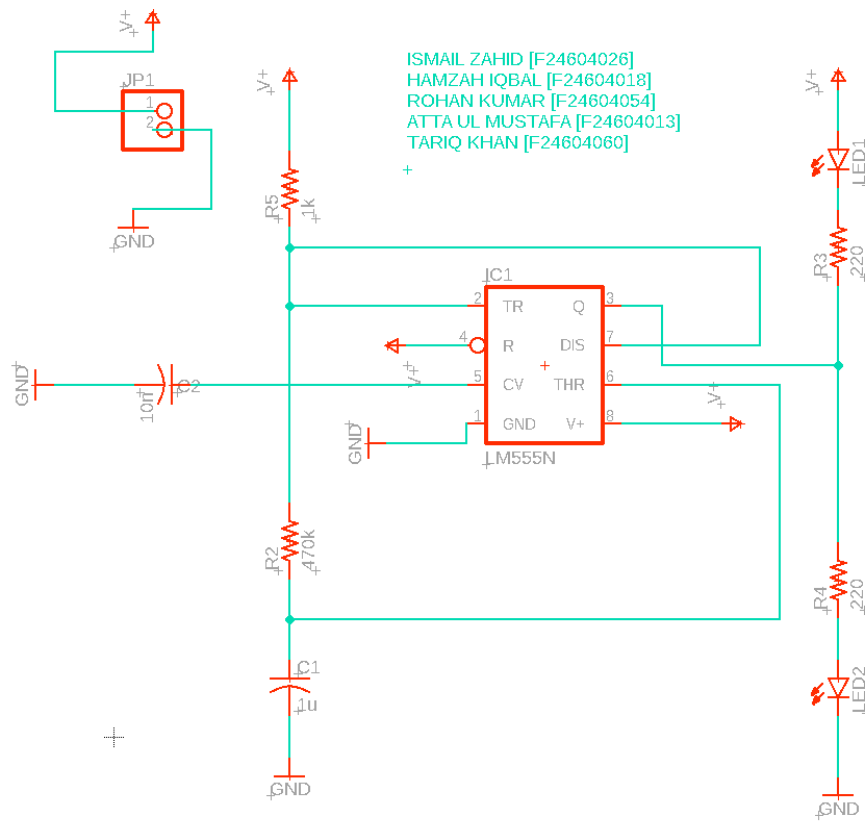 V+
JP1
1
2
GND
V+
R5
1k
ISMAIL ZAHID [F24604026]
HAMZAH IQBAL [F24604018]
ROHAN KUMAR [F24604054]
ATTA UL MUSTAFA [F24604013]
TARIQ KHAN [F24604060]
V+
LED1
R3
220
IC1
2 TR Q 3
4 R DIS 7
5 CV THR 6
1 GND V+ 8
LM555N
V+
V+
GND
GND
C2
10n
R2
470k
C1
1u
GND
R4
220
LED2
GND